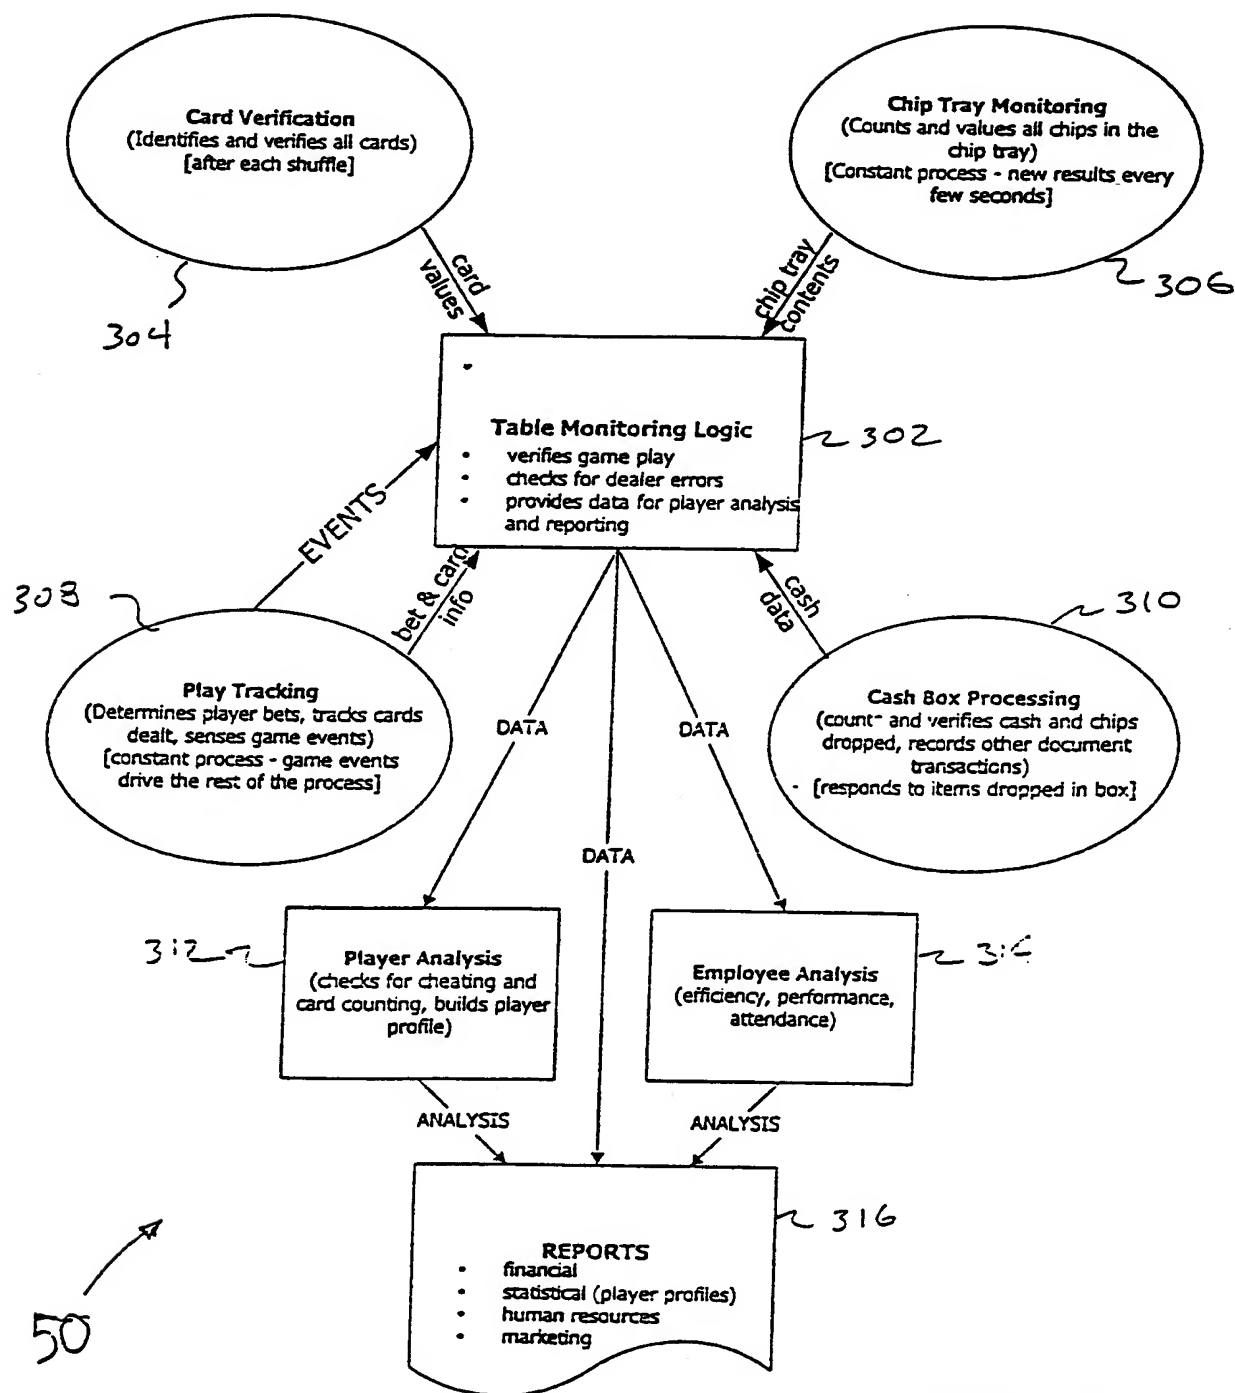 Card Verification
(Identifies and verifies all cards)
[after each shuffle]
Chip Tray Monitoring
(Counts and values all chips in the
chip tray)
[Constant process - new results every
few seconds]
304
card
values
chip tray
contents
306
Table Monitoring Logic
• verifies game play
• checks for dealer errors
• provides data for player analysis
and reporting
302
EVENTS
bet & card
info
cash
data
308
310
Play Tracking
(Determines player bets, tracks cards
dealt, senses game events)
[constant process - game events
drive the rest of the process]
Cash Box Processing
(count- and verifies cash and chips
dropped, records other document
transactions)
[responds to items dropped in box]
DATA
DATA
DATA
312
Player Analysis
(checks for cheating and
card counting, builds player
profile)
Employee Analysis
(efficiency, performance,
attendance)
ANALYSIS
ANALYSIS
REPORTS
• financial
• statistical (player profiles)
• human resources
• marketing
316
50